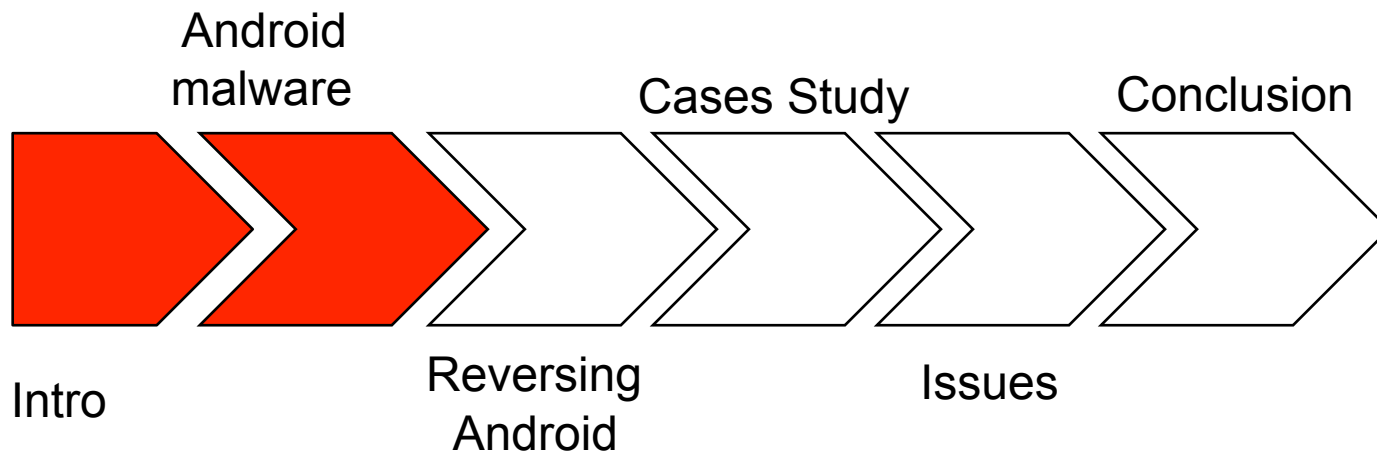 Android
malware
Cases Study
Conclusion
Intro
Reversing
Android
Issues